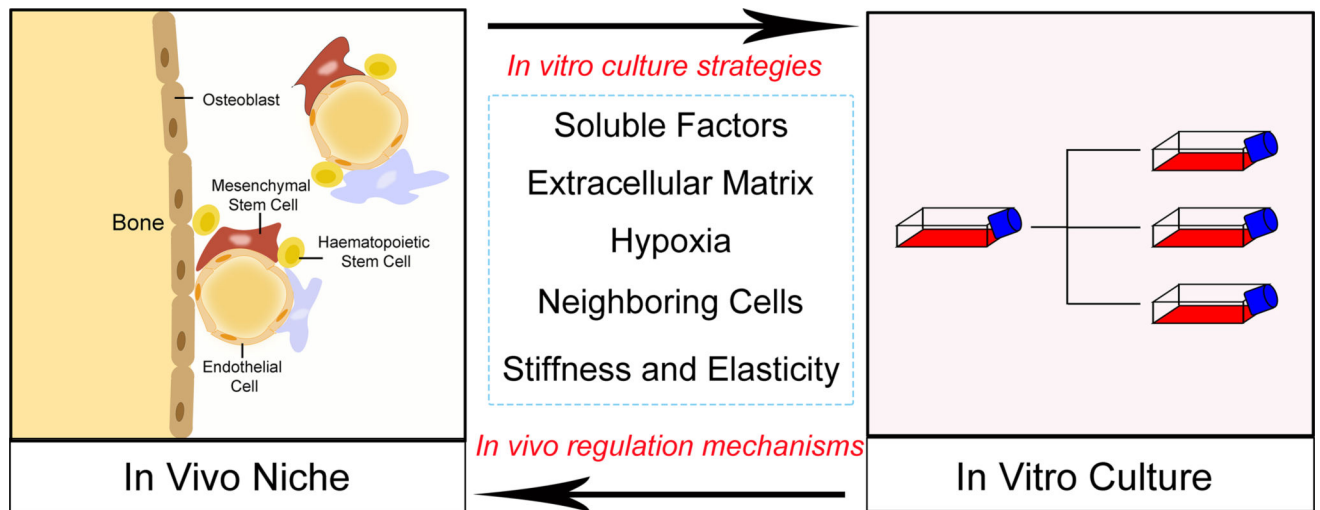 Osteoblast
Mesenchymal
Stem Cell
Bone
Haematopoietic
Stem Cell
Endothelial
Cell
In Vivo Niche
In vitro culture strategies
Soluble Factors
Extracellular Matrix
Hypoxia
Neighboring Cells
Stiffness and Elasticity
In vivo regulation mechanisms
In Vitro Culture